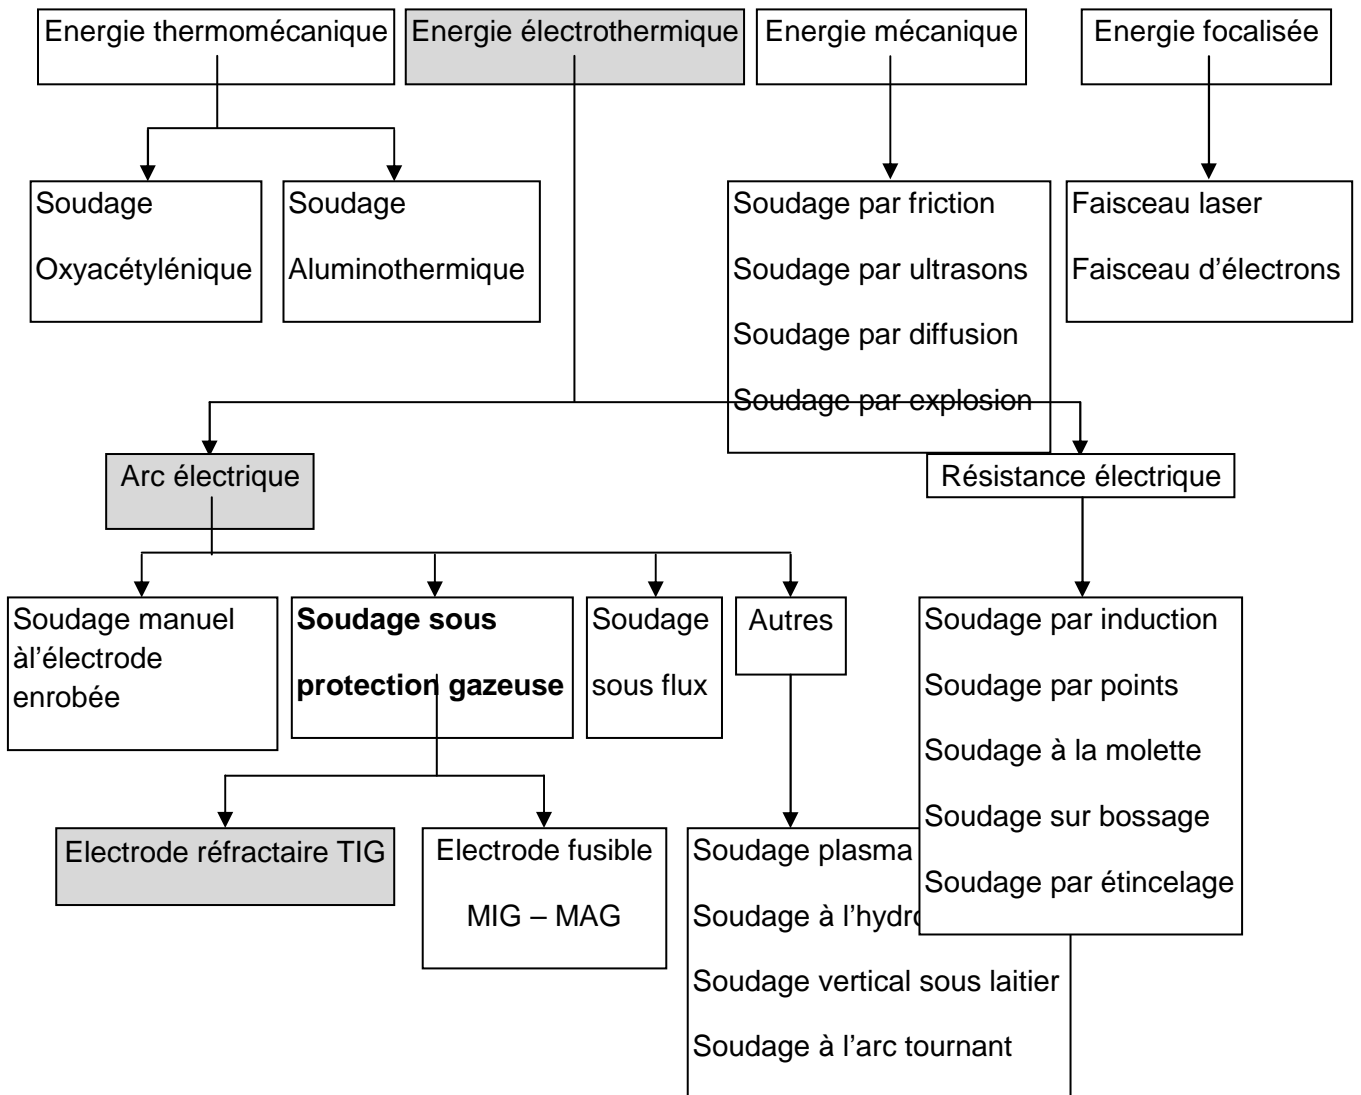 Energie thermomécanique
Energie électrothermique
Energie mécanique
Energie focalisée
Soudage
Oxyacétylénique
Soudage
Aluminothermique
Soudage par friction
Soudage par ultrasons
Soudage par diffusion
Soudage par explosion
Faisceau laser
Faisceau d’électrons
Arc électrique
Résistance électrique
Soudage manuel
àl’électrode
enrobée
Soudage sous
protection gazeuse
Soudage
sous flux
Autres
Soudage par induction
Soudage par points
Soudage à la molette
Soudage sur bossage
Soudage par étincelage
Electrode réfractaire TIG
Electrode fusible
MIG – MAG
Soudage plasma
Soudage à
Soudage vertical sous laitier
Soudage à l’arc tournant